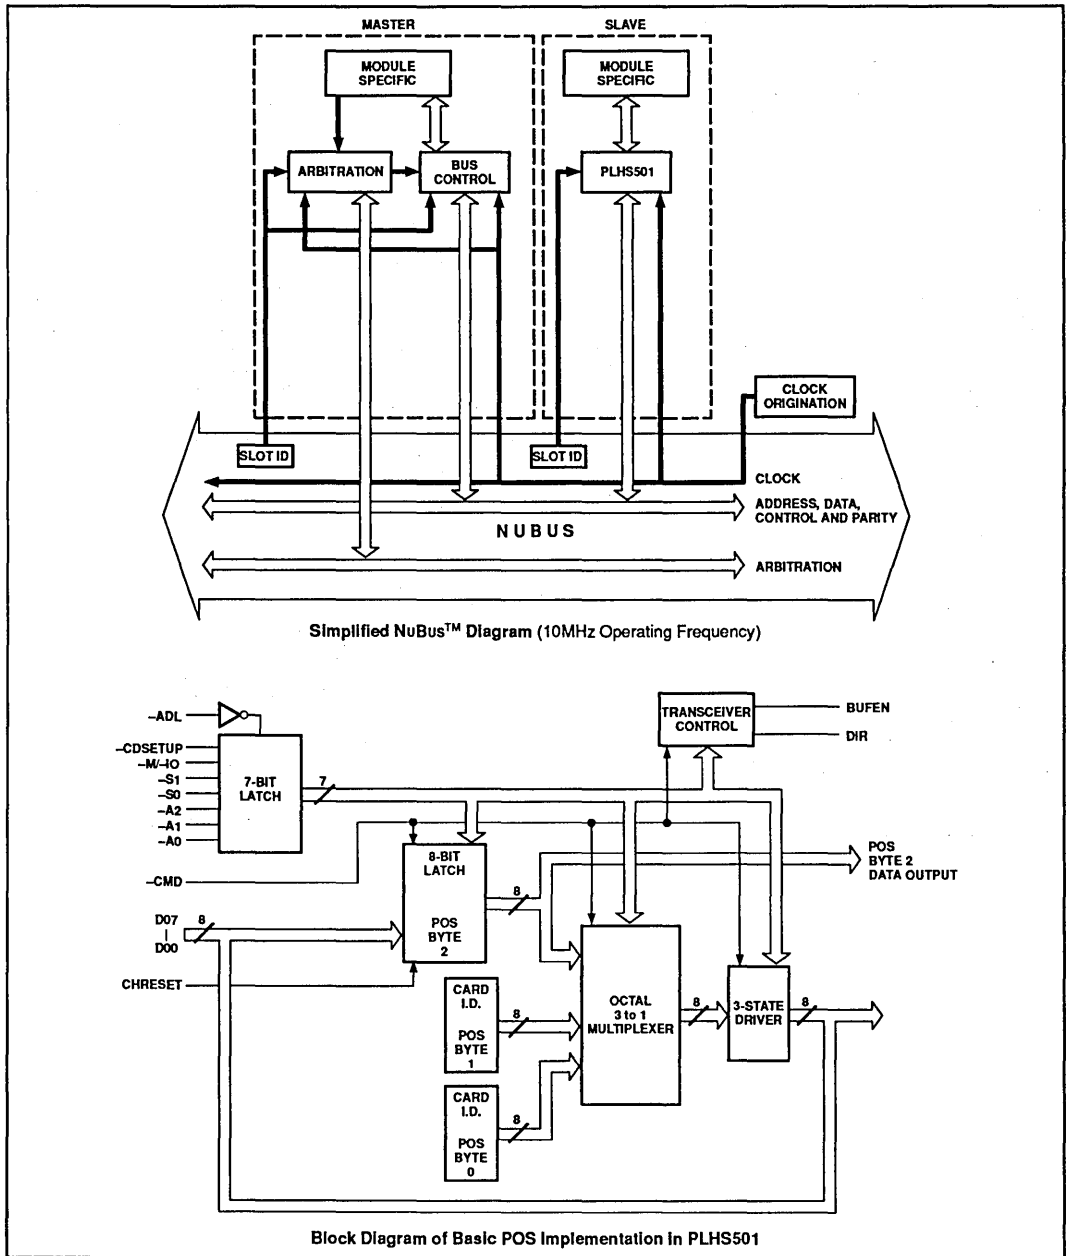 MASTER
SLAVE
MODULE
SPECIFIC
MODULE
SPECIFIC
ARBITRATION
BUS
CONTROL
PLHS501
CLOCK
ORIGINATION
SLOT ID
SLOT ID
CLOCK
ADDRESS, DATA,
CONTROL AND PARITY
NUBUS
ARBITRATION
Simplified NUBUS™ Diagram (10MHz Operating Frequency)
–ADL
–CDSETUP
–M/–IO
–S1
–S0
–A2
–A1
–A0
7-BIT
LATCH
7
TRANSCEIVER
CONTROL
BUFEN
DIR
–CMD
8-BIT
LATCH
POS
BYTE
2
8
POS
BYTE 2
DATA OUTPUT
D07
D00
8
CHRESET
CARD
I.D.
POS
BYTE
1
8
OCTAL
3 to 1
MULTIPLEXER
8
3-STATE
DRIVER
8
CARD
I.D.
POS
BYTE
0
8
Block Diagram of Basic POS Implementation in PLHS501